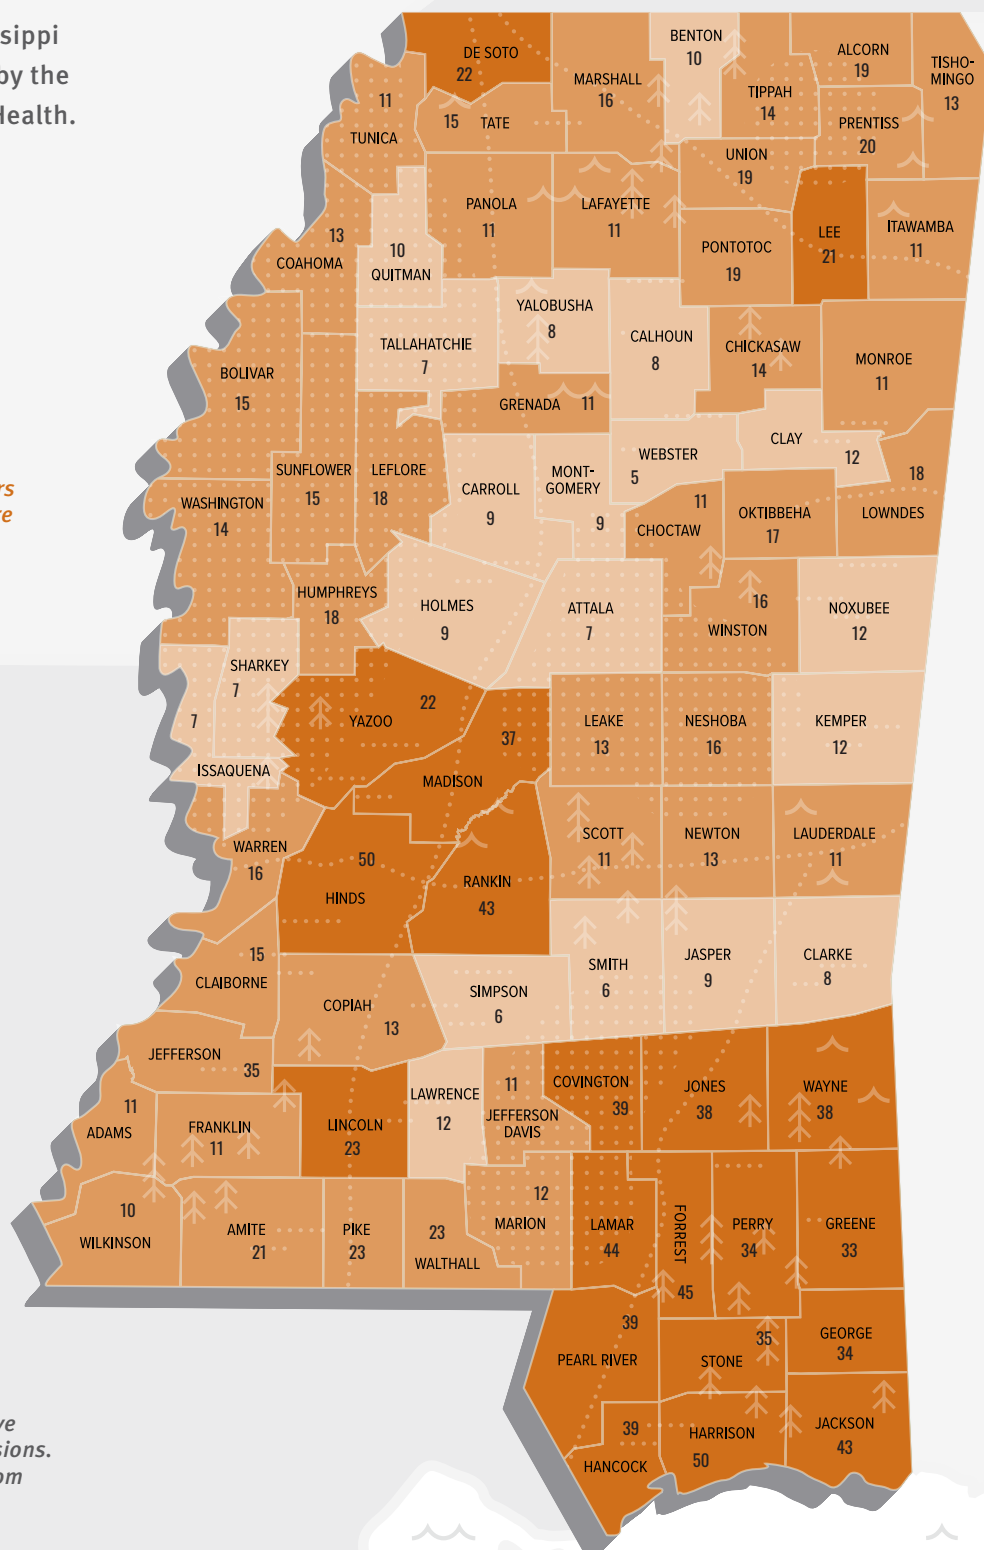 sippi
by the
Health.
DE SOTO
22
MARSHALL
16
BENTON
10
TIPPAH
14
ALCORN
19
TISHO-
MINGO
13
PRENTISS
20
11
TUNICA
15 TATE
UNION
19
PANOLA
11
LAFAYETTE
11
PONTOTOC
19
LEE
21
ITAWAMBA
11
13
COAHOMA
10
QUITMAN
YALOBUSHA
8
TALLAHATCHIE
7
CALHOUN
8
CHICKASAW
14
MONROE
11
BOLIVAR
15
GRENADA 11
SUNFLOWER
15
LEFLORE
18
CARROLL
9
MONT-
GOMERY
9
WEBSTER
5
CLAY
12
18
LOWNDES
WASHINGTON
14
11
CHOCTAW
OKTIBBEHA
17
rs
e
HUMPHREYS
18
HOLMES
9
ATTALA
7
16
WINSTON
NOXUBEE
12
SHARKEY
7
7
ISSAQUENA
22
YAZOO
37
MADISON
LEAKE
13
NESHOBA
16
KEMPER
12
WARREN
16
50
HINDS
RANKIN
43
SCOTT
11
NEWTON
13
LAUDERDALE
11
15
CLAIBORNE
COPIAH
13
SIMPSON
6
SMITH
6
JASPER
9
CLARKE
8
JEFFERSON
35
11
ADAMS
FRANKLIN
11
LINCOLN
23
LAWRENCE
12
11
JEFFERSON
DAVIS
COVINGTON
39
JONES
38
WAYNE
38
10
WILKINSON
AMITE
21
PIKE
23
23
WALTHALL
12
MARION
LAMAR
44
FORREST
45
PERRY
34
GREENE
33
39
PEARL RIVER
35
STONE
GEORGE
34
39
HANCOCK
HARRISON
50
JACKSON
43
ve
sions.
om